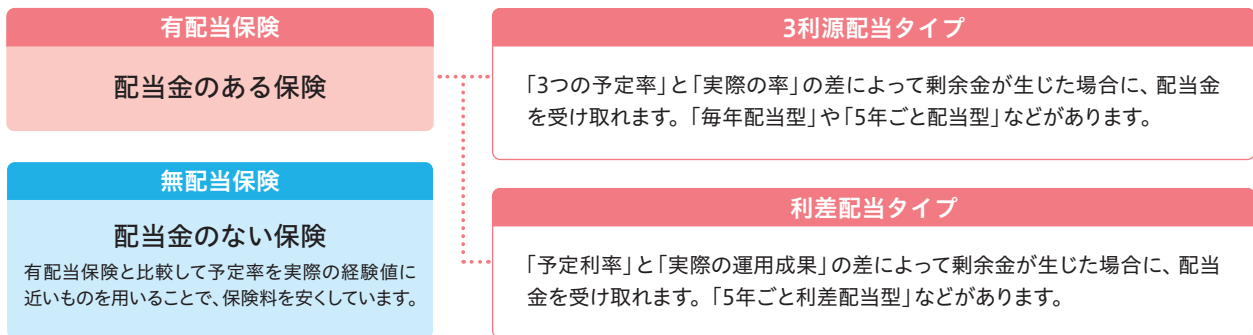 有配当保険
配当金のある保険
3利源配当タイプ
「3つの予定率」と「実際の率」の差によって剰余金が生じた場合に、配当金
を受け取れます。「毎年配当型」や「5年ごと配当型」などがあります。
無配当保険
配当金のない保険
有配当保険と比較して予定率を実際の経験値に
近いものを用いることで、保険料を安くしています。
利差配当タイプ
「予定利率」と「実際の運用成果」の差によって剰余金が生じた場合に、配当
金を受け取れます。「5年ごと利差配当型」などがあります。